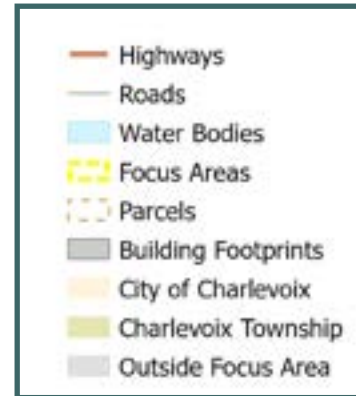 Highways
Roads
Water Bodies
Focus Areas
Parcels
Building Footprints
City of Charlevoix
Charlevoix Township
Outside Focus Area